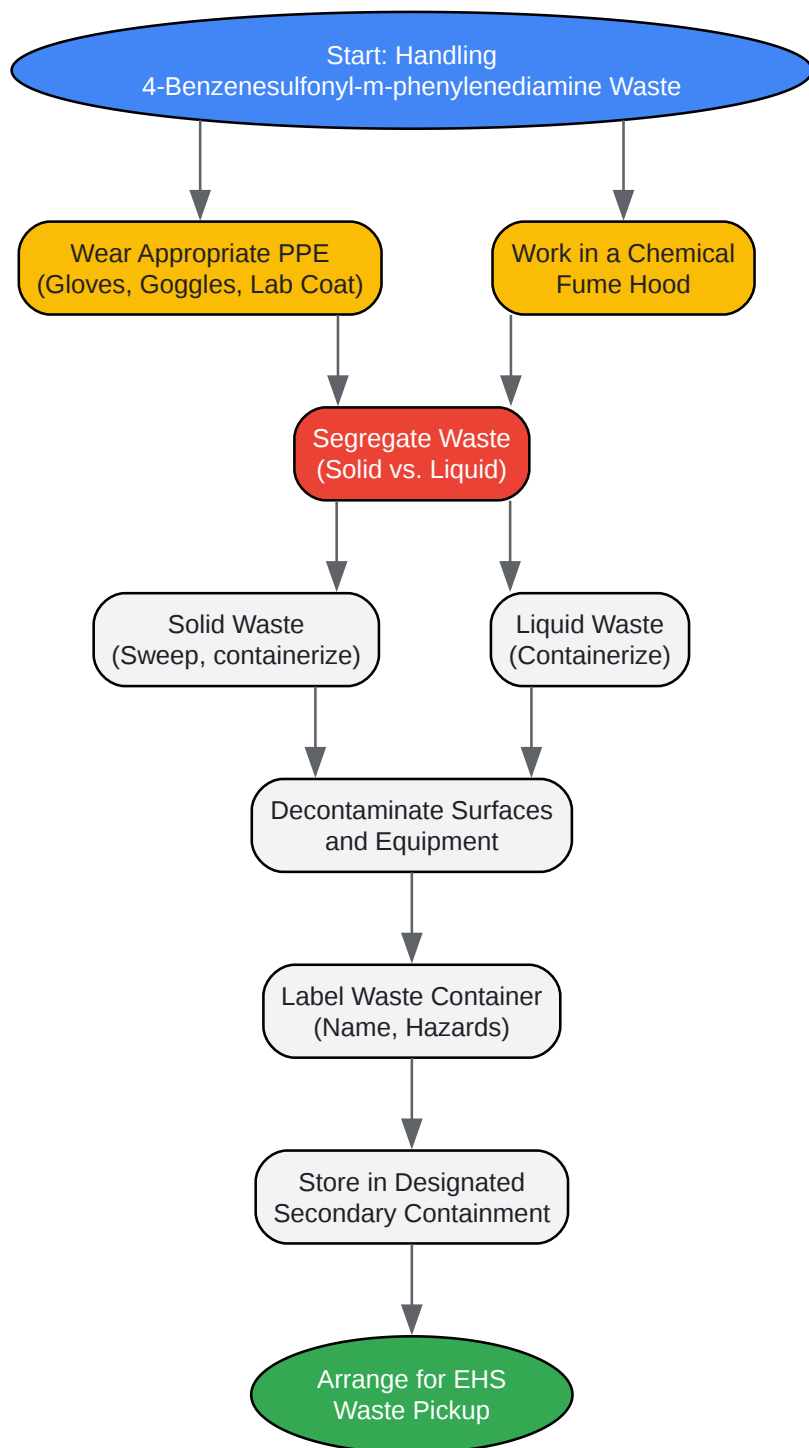 Start: Handling
4-Benzenesulfonyl-m-phenylenediamine Waste
Wear Appropriate PPE
(Gloves, Goggles, Lab Coat)
Work in a Chemical
Fume Hood
Segregate Waste
(Solid vs. Liquid)
Solid Waste
(Sweep, containerize)
Liquid Waste
(Containerize)
Decontaminate Surfaces
and Equipment
Label Waste Container
(Name, Hazards)
Store in Designated
Secondary Containment
Arrange for EHS
Waste Pickup